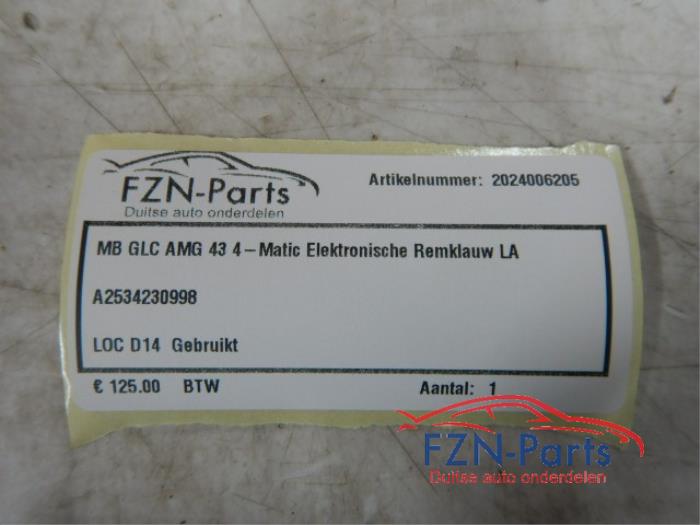 FZN-Parts
Duitse auto onderdelen
Artikelnummer: 2024006205
MB GLC AMG 43 4-Matic Elektronische Remklauw LA
A2534230998
LOC D14 Gebruikt
€ 125.00 BTW Aantal: 1
FZN-Parts
Duitse auto onderdelen